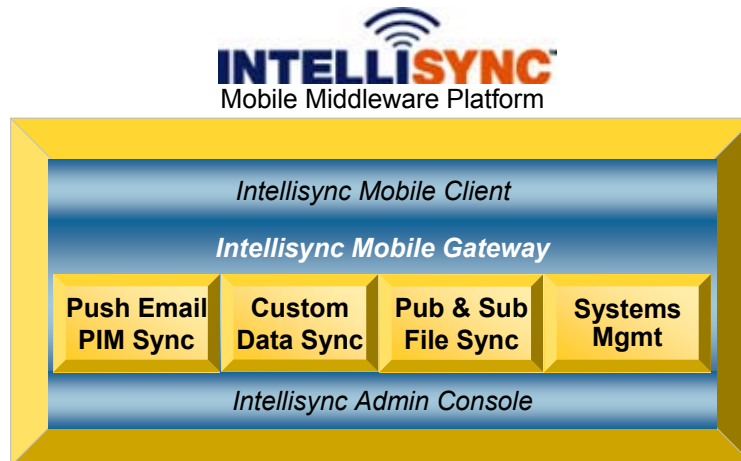 INTELLISYNC
Mobile Middleware Platform
Intellisync Mobile Client
Intellisync Mobile Gateway
Push Email
PIM Sync
Custom
Data Sync
Pub & Sub
File Sync
Systems
Mgmt
Intellisync Admin Console